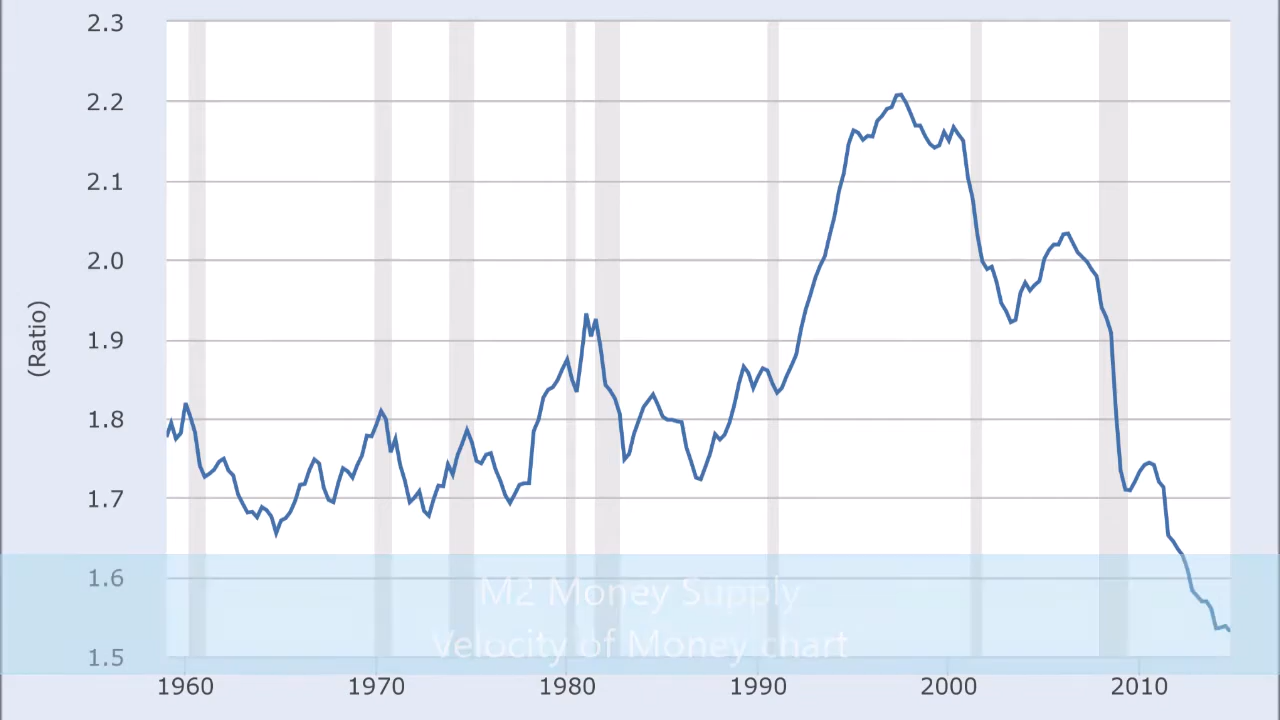 2.3
2.2
2.1
2.0
1.9
1.8
1.7
1.6
1.5
(Ratio)
M2 Money Supply
Velocity of Money chart
1960 1970 1980 1990 2000 2010